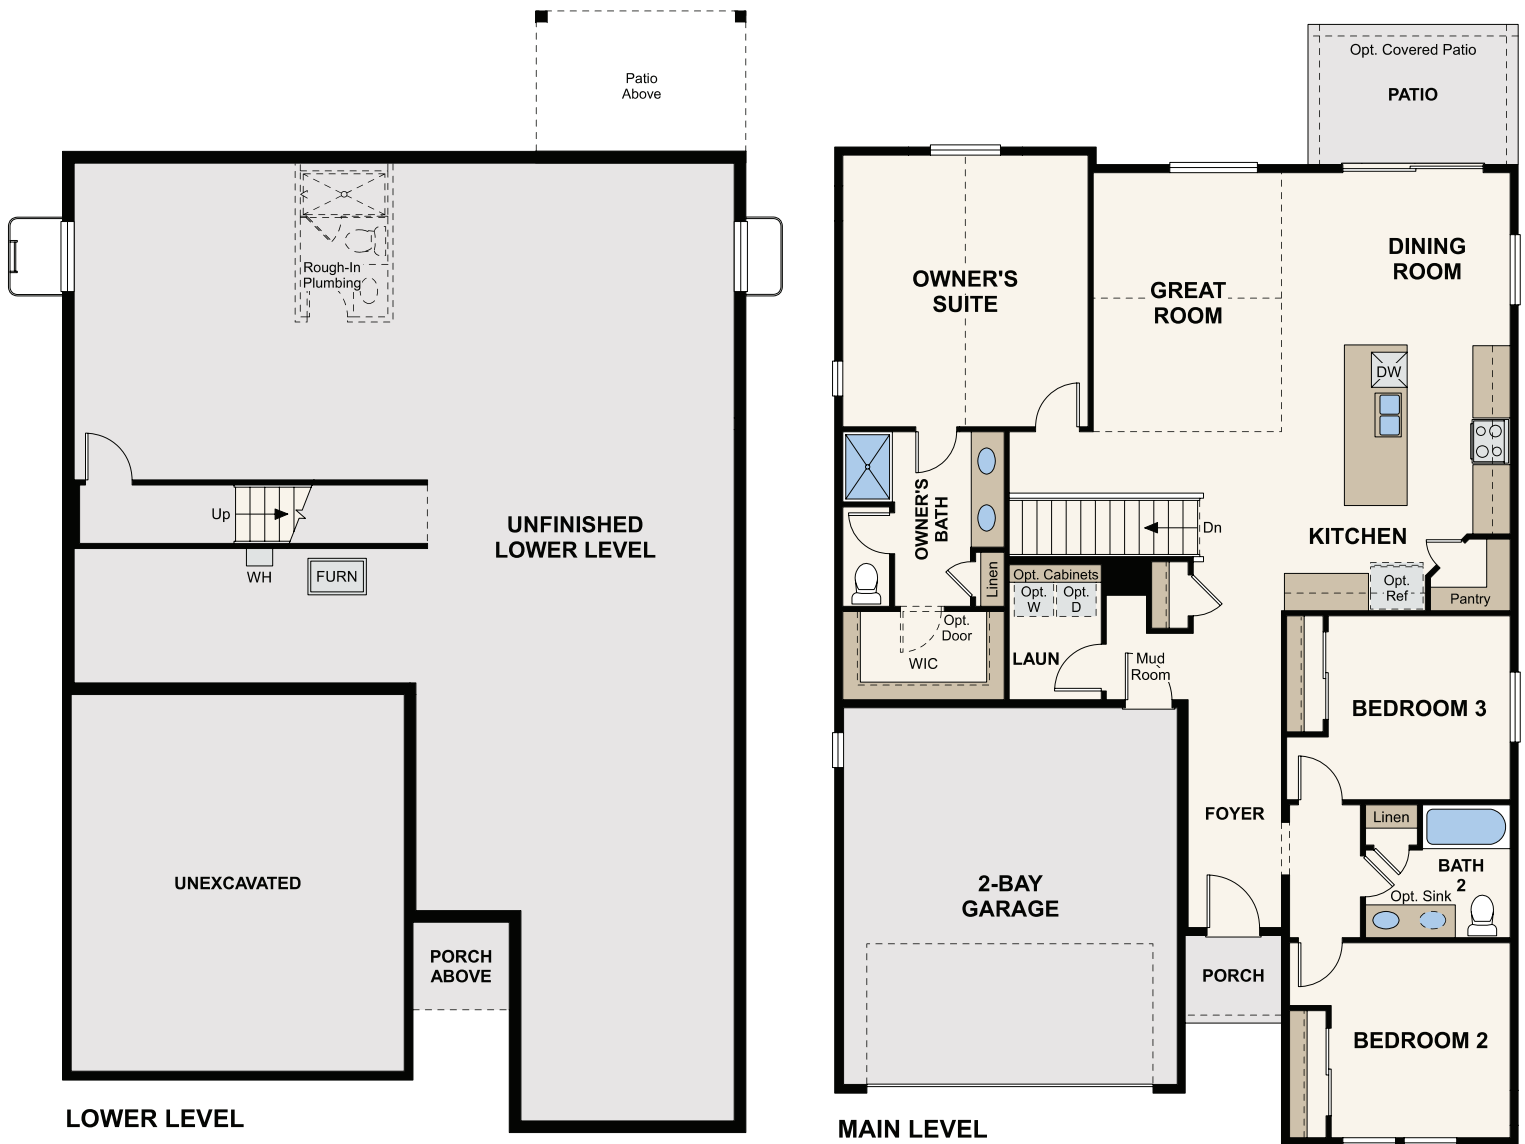 Patio
Above
Rough-In
Plumbing
Up
UNFINISHED
LOWER LEVEL
WH
FURN
UNEXCAVATED
PORCH
ABOVE
LOWER LEVEL
Opt. Covered Patio
PATIO
OWNER'S
SUITE
GREAT
ROOM
DINING
ROOM
DW
OWNER'S
BATH
Dn
KITCHEN
Linen
Opt. Cabinets
Opt.
W
Opt.
D
Opt.
Ref
Pantry
Opt.
Door
WIC
LAUN
Mud
Room
BEDROOM 3
FOYER
Linen
BATH
2
Opt. Sink
2-BAY
GARAGE
PORCH
BEDROOM 2
MAIN LEVEL